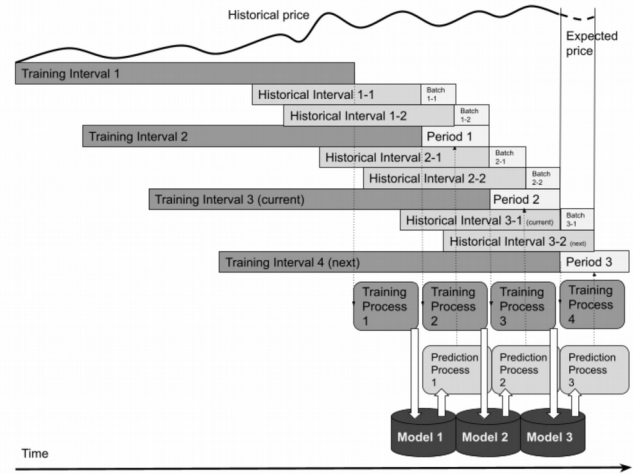 Historical price
Expected
price
Training Interval 1
Historical Interval 1-1
Batch
1-1
Historical Interval 1-2
Batch
1-2
Training Interval 2
Period 1
Historical Interval 2-1
Batch
2-1
Historical Interval 2-2
Batch
2-2
Training Interval 3 (current)
Period 2
Historical Interval 3-1 (current)
Batch
3-1
Historical Interval 3-2 (next)
Training Interval 4 (next)
Period 3
Training
Process
1
Training
Process
2
Training
Process
3
Training
Process
4
Prediction
Process
1
Prediction
Process
2
Prediction
Process
3
Model 1
Model 2
Model 3
Time